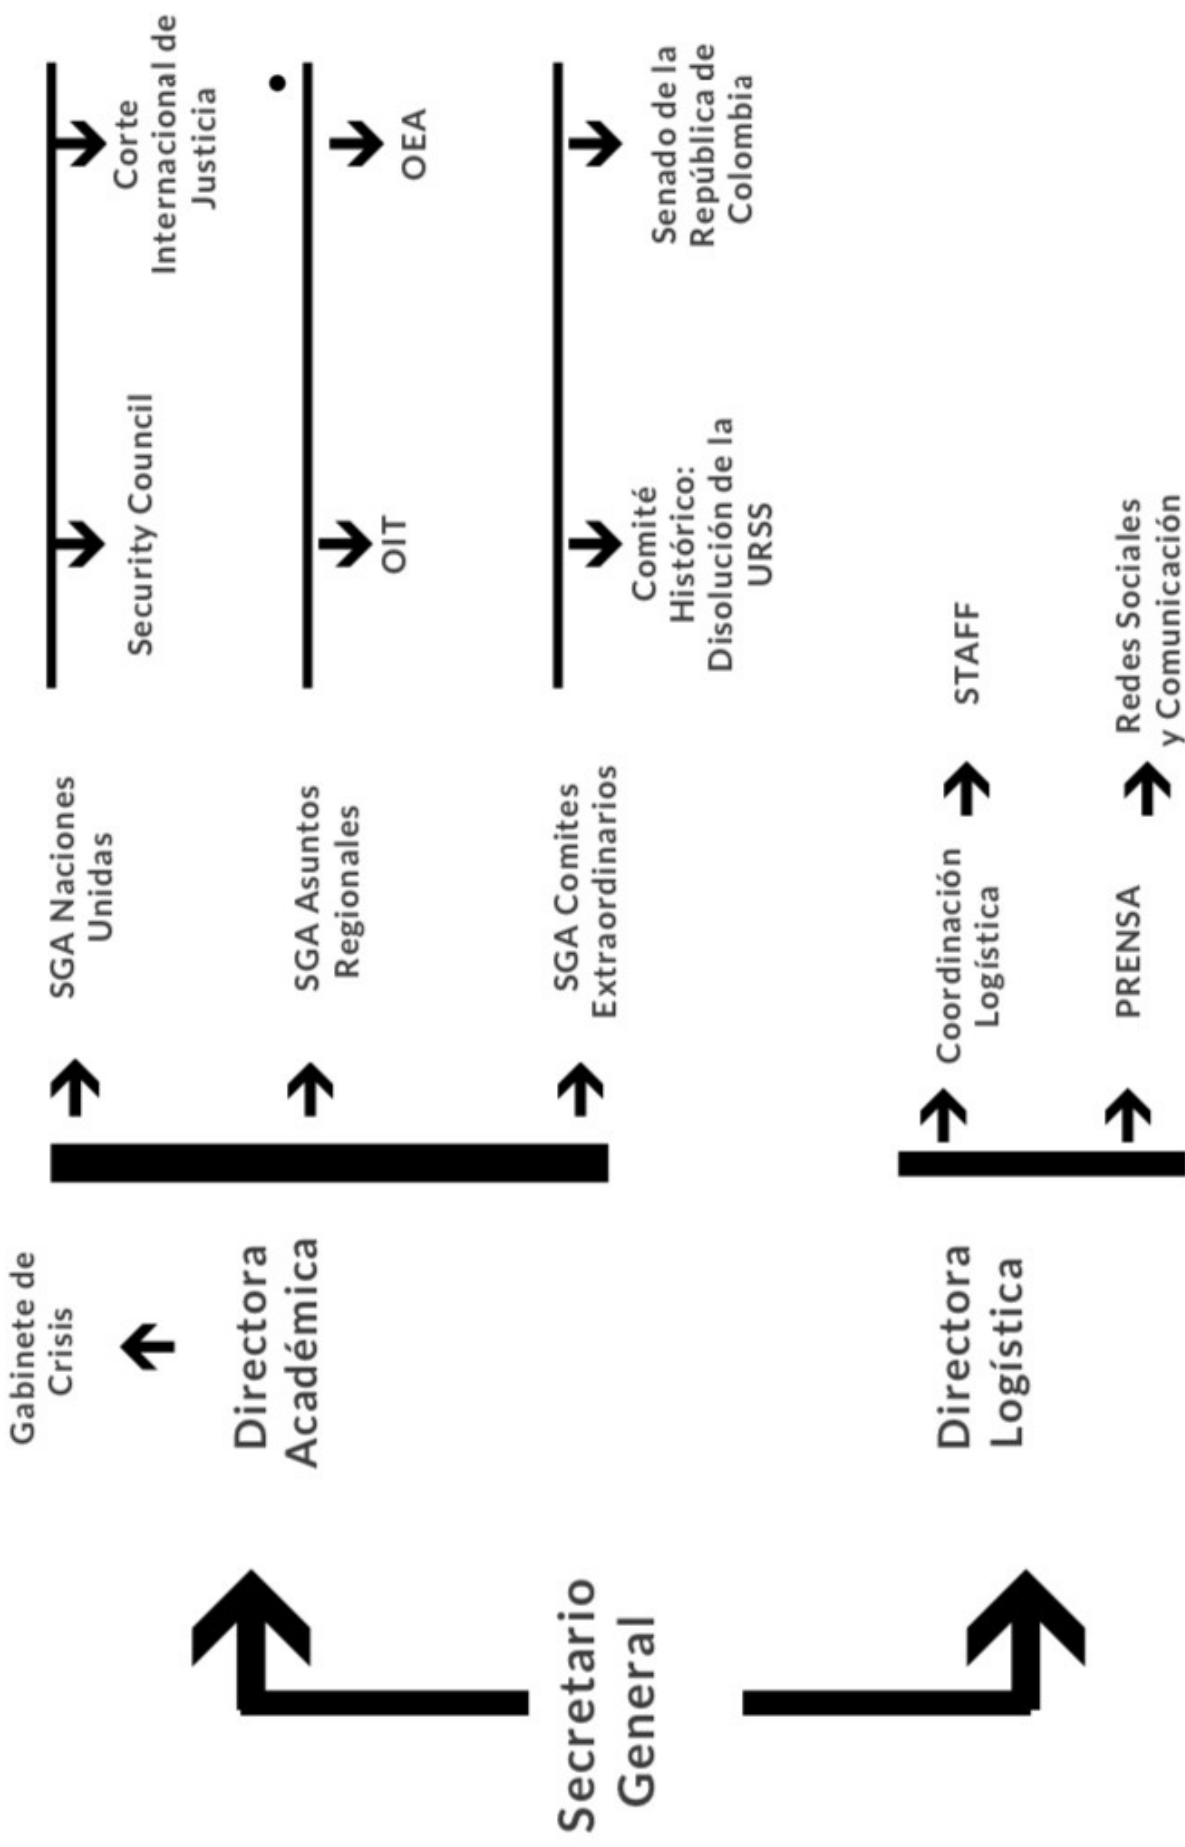 Secretario
General
Gabinete de
Crisis
Directora
Académica
SGA Naciones
Unidas
Security Council
Corte
Internacional de
Justicia
SGA Asuntos
Regionales
OIT
OEA
SGA Comites
Extraordinarios
Comité
Histórico:
Disolución de la
URSS
Senado de la
República de
Colombia
Directora
Logística
Coordinación
Logística
STAFF
PRENSA
Redes Sociales
y Comunicación